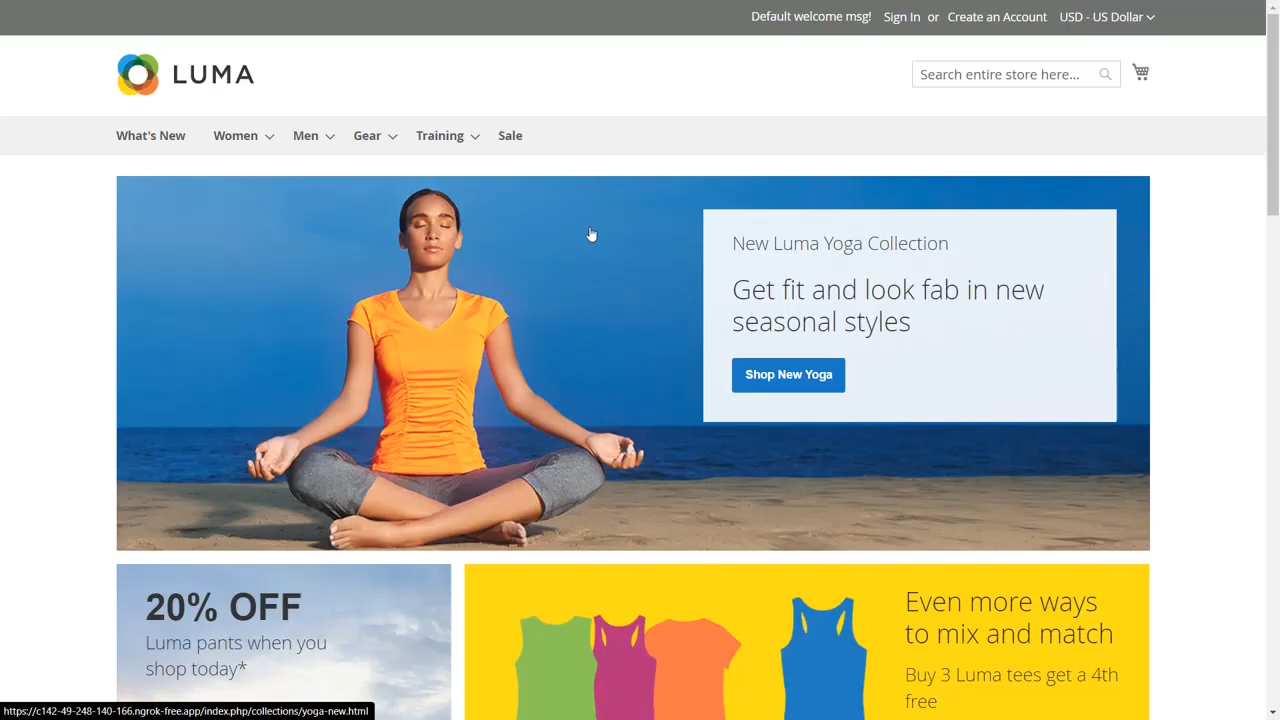 Default welcome msg! Sign In or Create an Account USD - US Dollar
LUMA
Search entire store here...
What's New Women Men Gear Training Sale
New Luma Yoga Collection
Get fit and look fab in new
seasonal styles
Shop New Yoga
20% OFF
Luma pants when you
shop today*
Even more ways
to mix and match
Buy 3 Luma tees get a 4th
free
https://c142-49-248-140-166.ngrok-free.app/index.php/collections/yoga-new.html